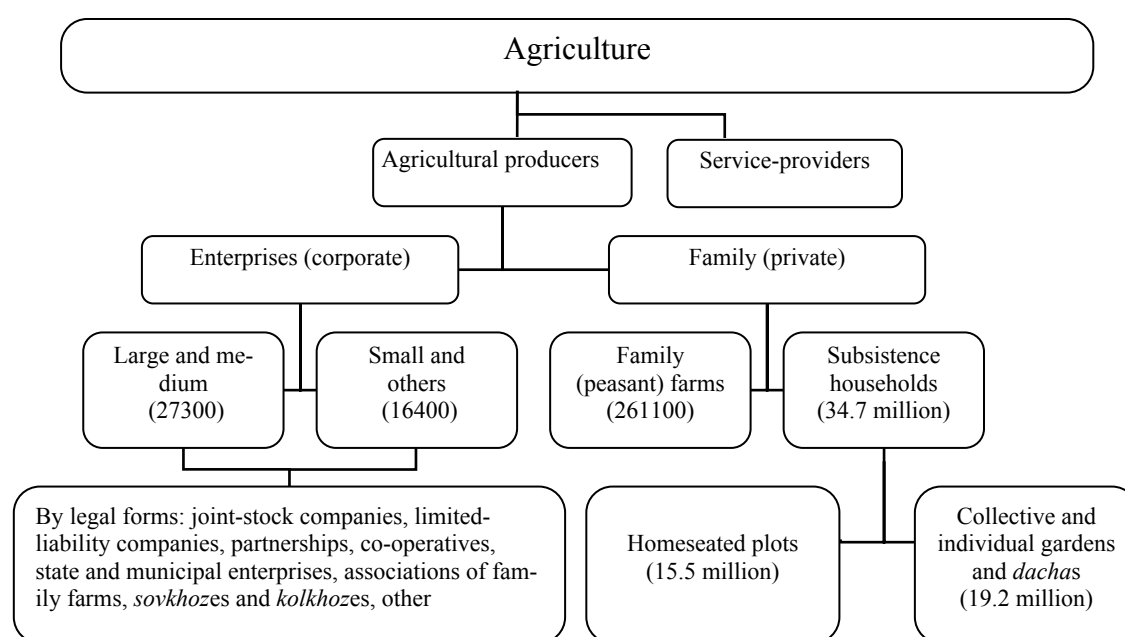 Agriculture
Agricultural producers
Service-providers
Enterprises (corporate)
Family (private)
Large and me-
dium
(27300)
Small and
others
(16400)
Family
(peasant) farms
(261100)
Subsistence
households
(34.7 million)
By legal forms: joint-stock companies, limited-
liability companies, partnerships, co-operatives,
state and municipal enterprises, associations of fam-
ily farms, sovkhozes and kolkhozes, other
Homeseated plots
(15.5 million)
Collective and
individual gardens
and dachas
(19.2 million)